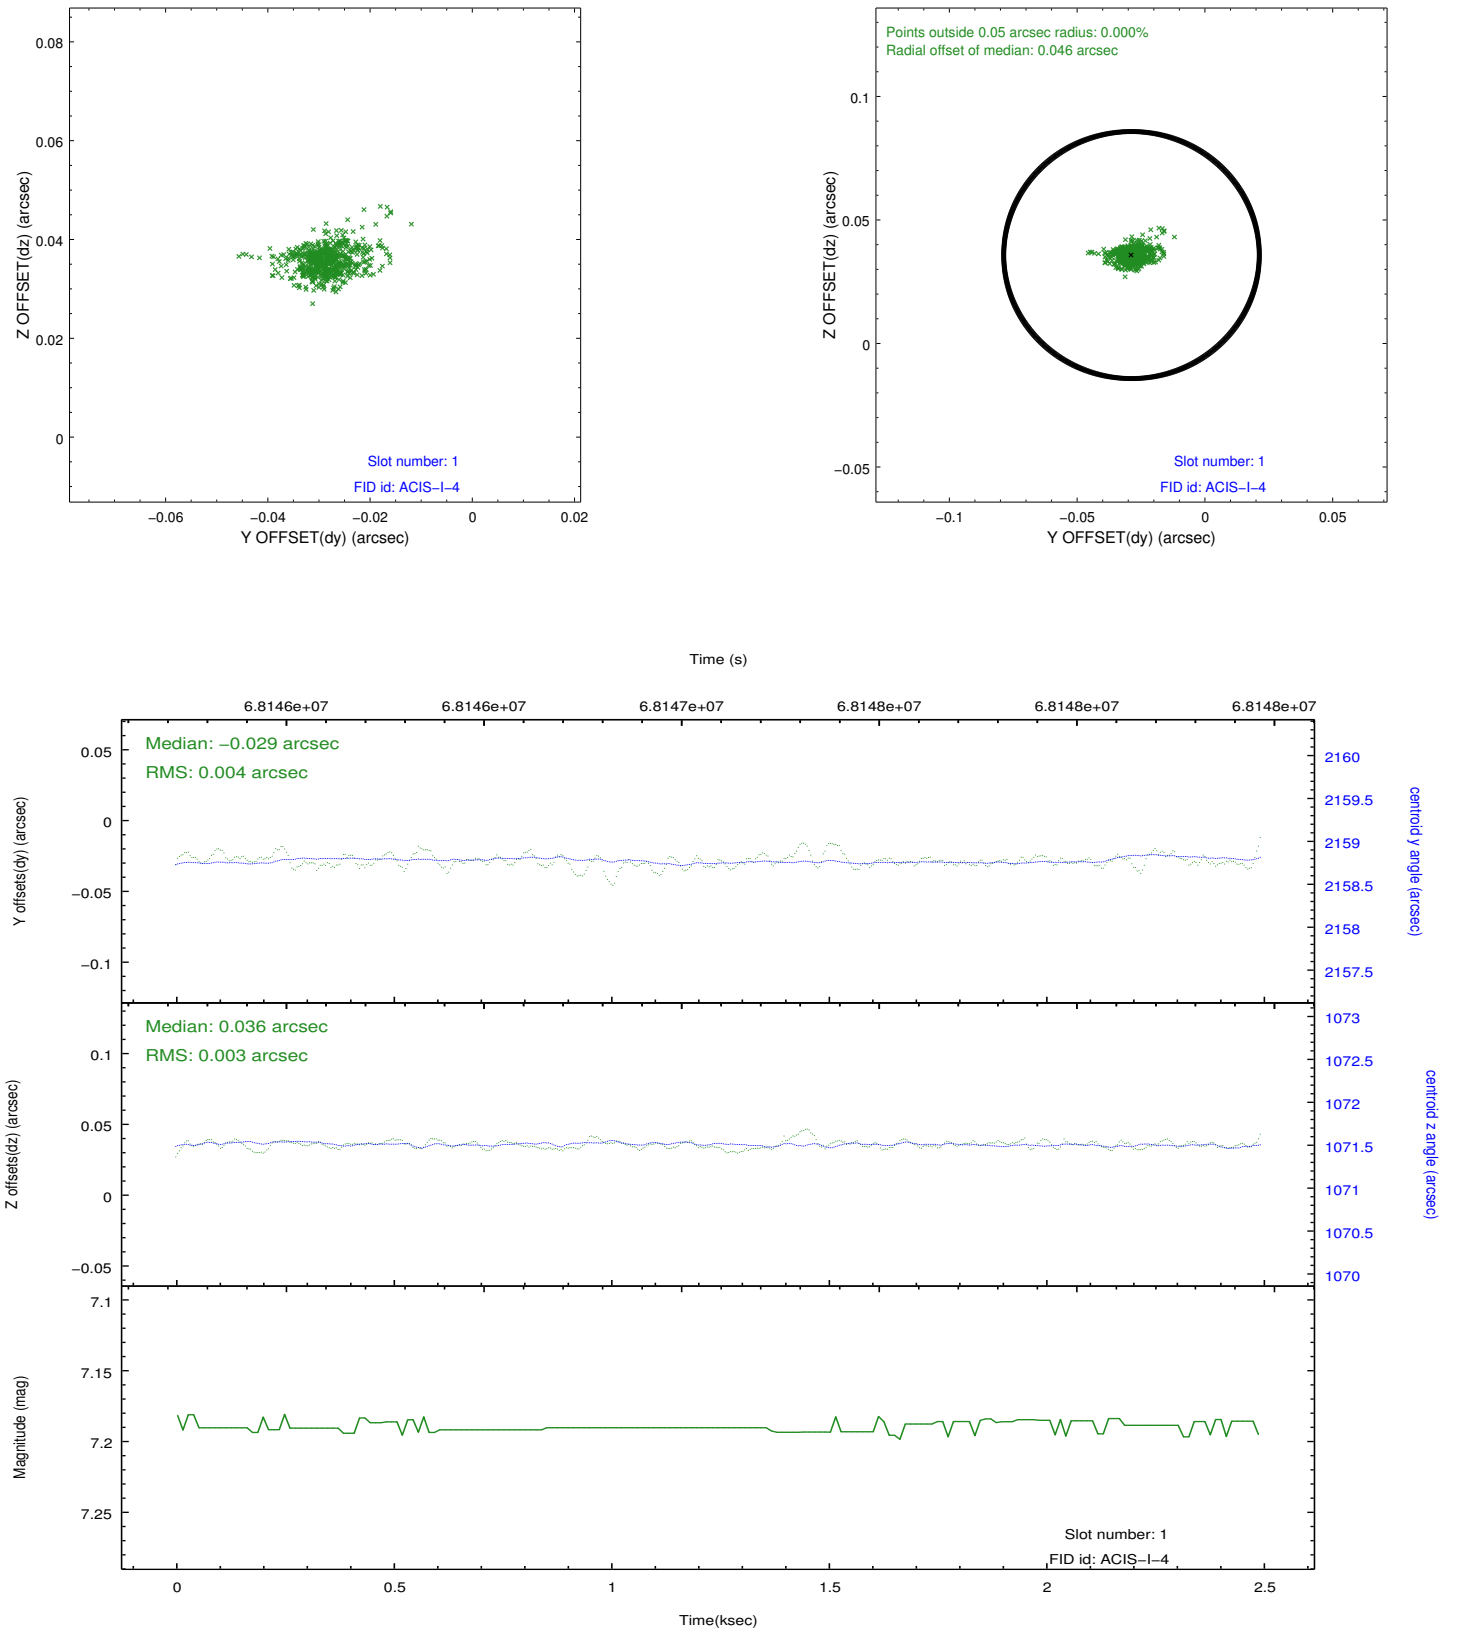 0.08
0.06
0.04
0.02
0
Z OFFSET(dz) (arcsec)
Slot number: 1
FID id: ACIS−I−4
−0.06 −0.04 −0.02 0 0.02
Y OFFSET(dy) (arcsec)
Points outside 0.05 arcsec radius: 0.000%
Radial offset of median: 0.046 arcsec
0.1
0.05
0
−0.05
Z OFFSET(dz) (arcsec)
Slot number: 1
FID id: ACIS−I−4
−0.1 −0.05 0 0.05
Y OFFSET(dy) (arcsec)
Time (s)
6.8146e+07 6.8146e+07 6.8147e+07 6.8148e+07 6.8148e+07 6.8148e+07
Median: −0.029 arcsec
RMS: 0.004 arcsec
0.05
0
−0.05
−0.1
Y offsets(dy) (arcsec)
2160
2159.5
2159
2158.5
2158
2157.5
centroid y angle (arcsec)
Median: 0.036 arcsec
RMS: 0.003 arcsec
0.1
0.05
0
−0.05
Z offsets(dz) (arcsec)
1073
1072.5
1072
1071.5
1071
1070.5
1070
centroid z angle (arcsec)
7.1
7.15
7.2
7.25
Magnitude (mag)
Slot number: 1
FID id: ACIS−I−4
0 0.5 1 1.5 2 2.5
Time(ksec)